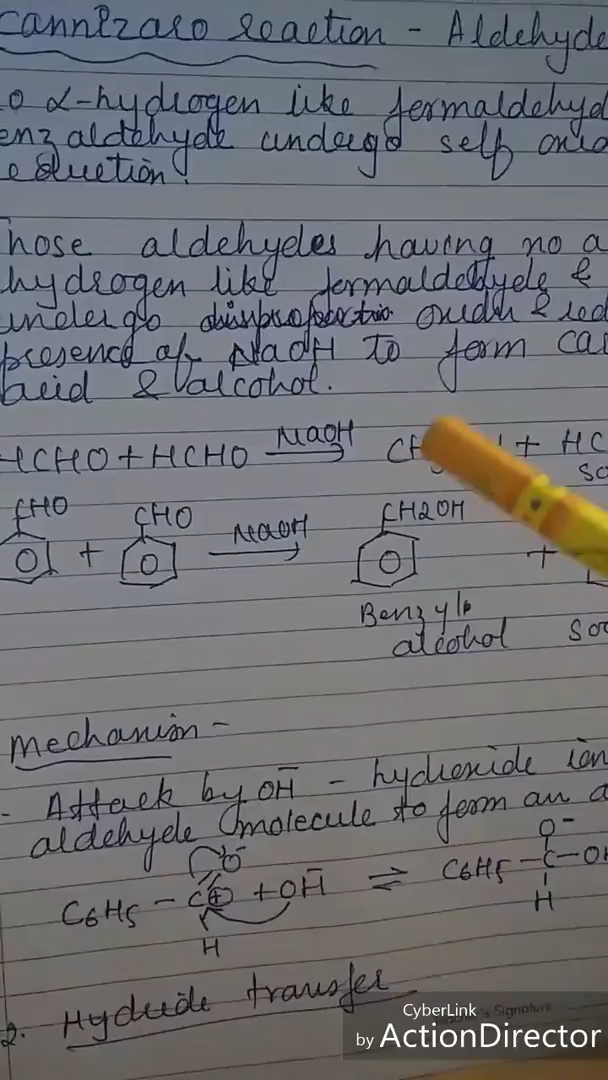 cannizaro reaction - Aldehyde
o α-hydrogen like fermaldehyd
enzaldehyde undergo self oxid
eduction.
hose aldehydes having no a
hydrogen like fermaldehyde &
undergo oxidn & red
presence of NaOH to form ca
acid & alcohol.
HCHO + HCHO NaOH → + HC
CHO CHO NaOH CH2OH
+ → +
Benzyl
alcohol
Mechanism -
- Attack by OH⁻ - hydroxide ion
aldehyde molecule to form an a
O⁻ O⁻
C6H5 - C⊕ + OH⁻ ⇌ C6H5 - C - OH
H H
2. Hydride transfer
CyberLink
by ActionDirector